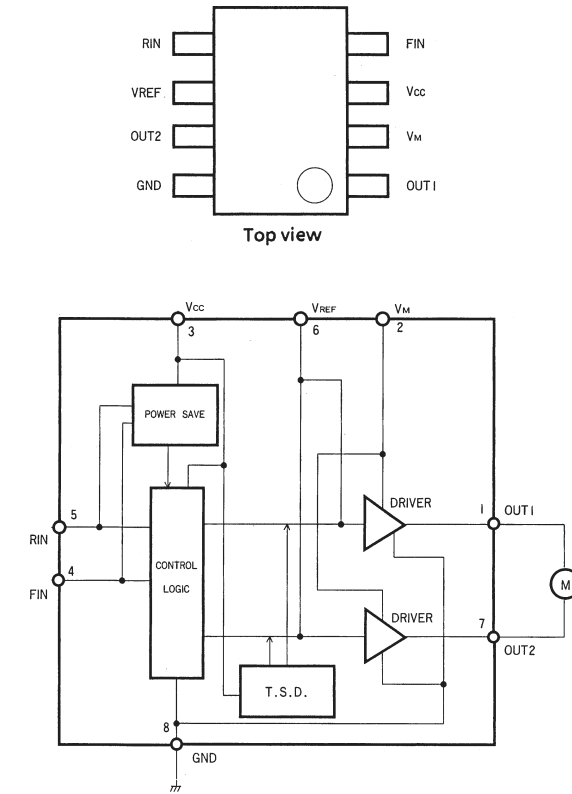 RIN FIN
VREF Vcc
OUT2 VM
GND OUT1
Top view
Vcc VREF VM
3 6 2
POWER SAVE
5 DRIVER 1 OUT1
RIN
CONTROL
LOGIC
4
FIN
M
DRIVER
7
OUT2
T.S.D.
8
GND